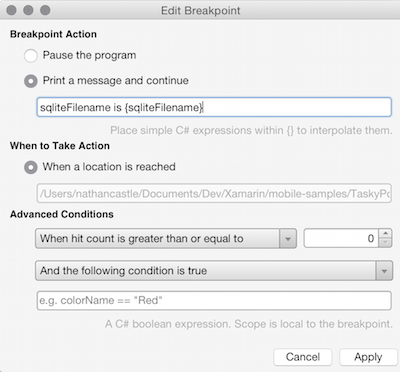 Edit Breakpoint
Breakpoint Action
Pause the program
Print a message and continue
sqliteFilename is {sqliteFilename}
Place simple C# expressions within {} to interpolate them.
When to Take Action
When a location is reached
/Users/nathancastle/Documents/Dev/Xamarin/mobile-samples/TaskyPo
Advanced Conditions
When hit count is greater than or equal to
0
And the following condition is true
e.g. colorName == "Red"
A C# boolean expression. Scope is local to the breakpoint.
Cancel
Apply